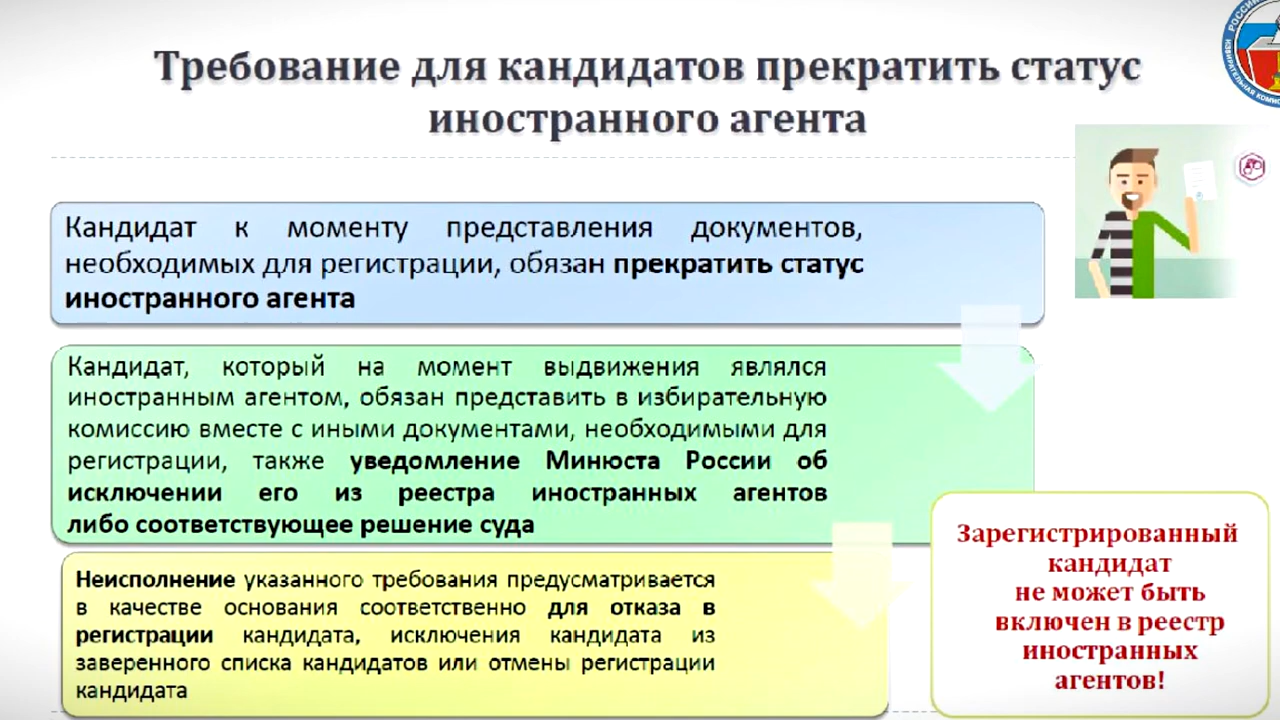 Требование для кандидатов прекратить статус
иностранного агента
Кандидат к моменту представления документов,
необходимых для регистрации, обязан прекратить статус
иностранного агента
Кандидат, который на момент выдвижения являлся
иностранным агентом, обязан представить в избирательную
комиссию вместе с иными документами, необходимыми для
регистрации, также уведомление Минюста России об
исключении его из реестра иностранных агентов
либо соответствующее решение суда
Неисполнение указанного требования предусматривается
в качестве основания соответственно для отказа в
регистрации кандидата, исключения кандидата из
заверенного списка кандидатов или отмены регистрации
кандидата
Зарегистрированный
кандидат
не может быть
включен в реестр
иностранных
агентов!